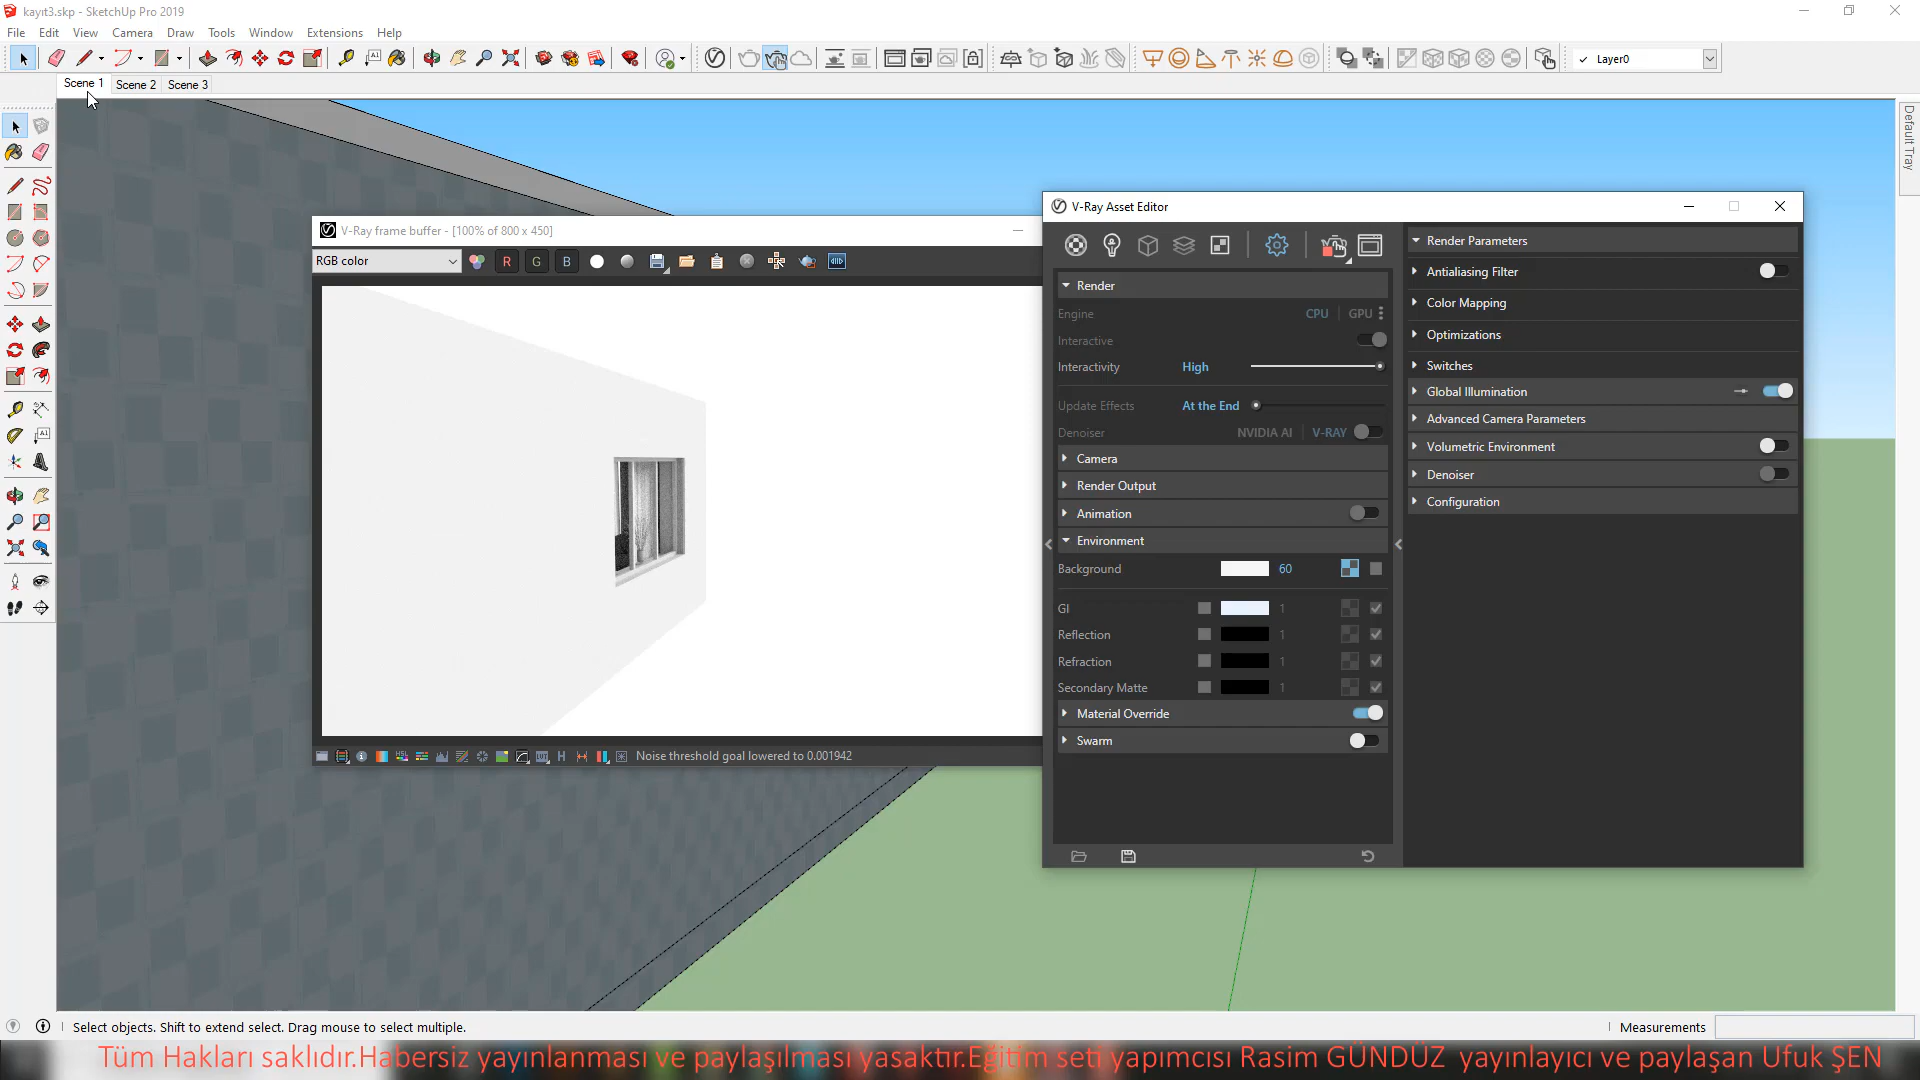 kayıt3.skp - SketchUp Pro 2019
File Edit View Camera Draw Tools Window Extensions Help
Layer0
Scene 1 Scene 2 Scene 3
Default Tray
V-Ray frame buffer - [100% of 800 x 450]
RGB color
R G B
Noise threshold goal lowered to 0.001942
V-Ray Asset Editor
Render
Engine CPU GPU
Interactive
Interactivity High
Update Effects At the End
Denoiser NVIDIA AI V-RAY
Camera
Render Output
Animation
Environment
Background 60
GI 1
Reflection 1
Refraction 1
Secondary Matte 1
Material Override
Swarm
Render Parameters
Antialiasing Filter
Color Mapping
Optimizations
Switches
Global Illumination
Advanced Camera Parameters
Volumetric Environment
Denoiser
Configuration
Select objects. Shift to extend select. Drag mouse to select multiple.
Measurements
Tüm Hakları saklıdır.Habersiz yayınlanması ve paylaşılması yasaktır.Eğitim seti yapımcısı Rasim GÜNDÜZ yayınlayıcı ve paylaşan Ufuk ŞEN